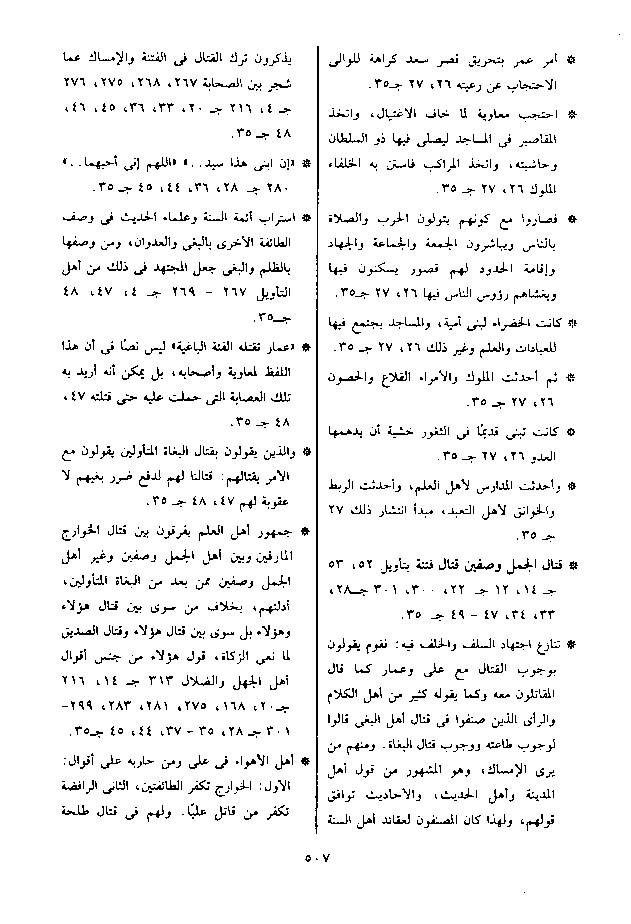 * أمر عمر بتحريق قصر سعد كراهة للوالى
الاحتجاب عن رعيته ٢٦، ٢٧ جـ٣٥.
* احتجب معاوية لما خاف الاغتيال، واتخذ
المقاصير فى المساجد ليصلى فيها ذو السلطان
وحاشيته، واتخذ المراكب فاستن به الخلفاء
الملوك ٢٦، ٢٧ جـ ٣٥.
* فصاروا مع كونهم يتولون الحرب والصلاة
بالناس ويباشرون الجمعة والجماعة والجهاد
وإقامة الحدود لهم قصور يسكنون فيها
ويغشاهم رؤوس الناس فيها ٢٦، ٢٧ جـ٣٥.
* كانت الخضراء لبنى أمية، والمساجد يجتمع فيها
للعبادات والعلم وغير ذلك ٢٦، ٢٧ جـ ٣٥.
* ثم أحدثت الملوك والأمراء القلاع والحصون
٢٦، ٢٧ جـ ٣٥.
* كانت تبنى قديمًا فى الثغور خشية أن يدهمها
العدو ٢٦، ٢٧ جـ ٣٥.
* وأحدثت المدارس لأهل العلم، وأحدثت الربط
والخوانق لأهل التعبد، مبدأ انتشار ذلك ٢٧
جـ ٣٥.
* قتال الجمل وصفين قتال فتنة بتأويل ٥٢، ٥٣
جـ ١٤، ١٢ جـ ٢٢، ٣٠٠، ٣٠١ جـ٢٨،
٣٣، ٣٤، ٤٧ – ٤٩ جـ ٣٥.
* تنازع اجتهاد السلف والخلف فيه: فقوم يقولون
بوجوب القتال مع على وعمار كما قال
المقاتلون معه وكما يقوله كثير من أهل الكلام
والرأى الذين صنفوا فى قتال أهل البغى قالوا
لوجوب طاعته ووجوب قتال البغاة. ومنهم من
يرى الإمساك، وهو المشهور من قول أهل
المدينة وأهل الحديث، والأحاديث توافق
قولهم، ولهذا كان المصنفون لعقائد أهل السنة
يذكرون ترك القتال فى الفتنة والإمساك عما
شجر بين الصحابة ٢٦٧، ٢٦٨، ٢٧٥، ٢٧٦
جـ ٤، ٢١٦ جـ ٢٠، ٣٣، ٣٦، ٤٥، ٤٦،
٤٨ جـ ٣٥.
* «إن ابنى هذا سيد..» «اللهم إنى أحبهما..»
٢٨٠ جـ ٢٨، ٣٦، ٤٤، ٤٥ جـ ٣٥.
* استراب أئمة السنة وعلماء الحديث فى وصف
الطائفة الأخرى بالبغى والعدوان، ومن وصفها
بالظلم والبغى جعل المجتهد فى ذلك من أهل
التأويل ٢٦٧ – ٢٦٩ جـ ٤، ٤٧، ٤٨
جـ٣٥.
* «عمار تقتله الفئة الباغية» ليس نصًا فى أن هذا
اللفظ لمعاوية وأصحابه، بل يمكن أنه أريد به
تلك العصابة التى حملت عليه حتى قتلته ٤٧،
٤٨ جـ ٣٥.
* والذين يقولون بقتال البغاة المتأولين يقولون مع
الأمر بقتالهم: قتالنا لهم لدفع ضرر بغيهم لا
عقوبة لهم ٤٧، ٤٨ جـ ٣٥.
* جمهور أهل العلم يفرقون بين قتال الخوارج
المارقين وبين أهل الجمل وصفين وغير أهل
الجمل وصفين ممن بعد من البغاة المتأولين،
أدلتهم، بخلاف من سوى بين قتال هؤلاء
وهؤلاء بل سوى بين قتال هؤلاء وقتال الصديق
لما نعى الزكاة، قول هؤلاء من جنس أقوال
أهل الجهل والضلال ٣١٣ جـ ١٤، ٢١٦
جـ٢٠، ١٦٨، ٢٧٥، ٢٨١، ٢٨٣، ٢٩٩–
٣٠١ جـ ٢٨، ٣٥ – ٣٧، ٤٤، ٤٥ جـ٣٥.
* أهل الأهواء فى على ومن حاربه على أقوال:
الأول: الخوارج تكفر الطائفتين، الثانى الرافضة
تكفر من قاتل عليًا. ولهم فى قتال طلحة
٥٠٧